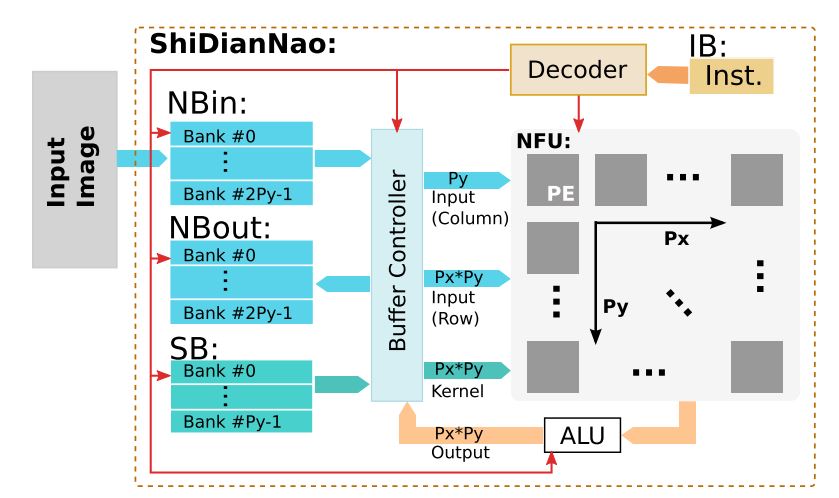 ShiDianNao:
IB:
Decoder
Inst.
Input
Image
NBin:
Bank #0
Bank #2Py-1
NBout:
Bank #0
Bank #2Py-1
SB:
Bank #0
Bank #Py-1
Buffer Controller
Py
Input
(Column)
Px*Py
Input
(Row)
Px*Py
Kernel
Px*Py
Output
NFU:
PE
Px
Py
ALU